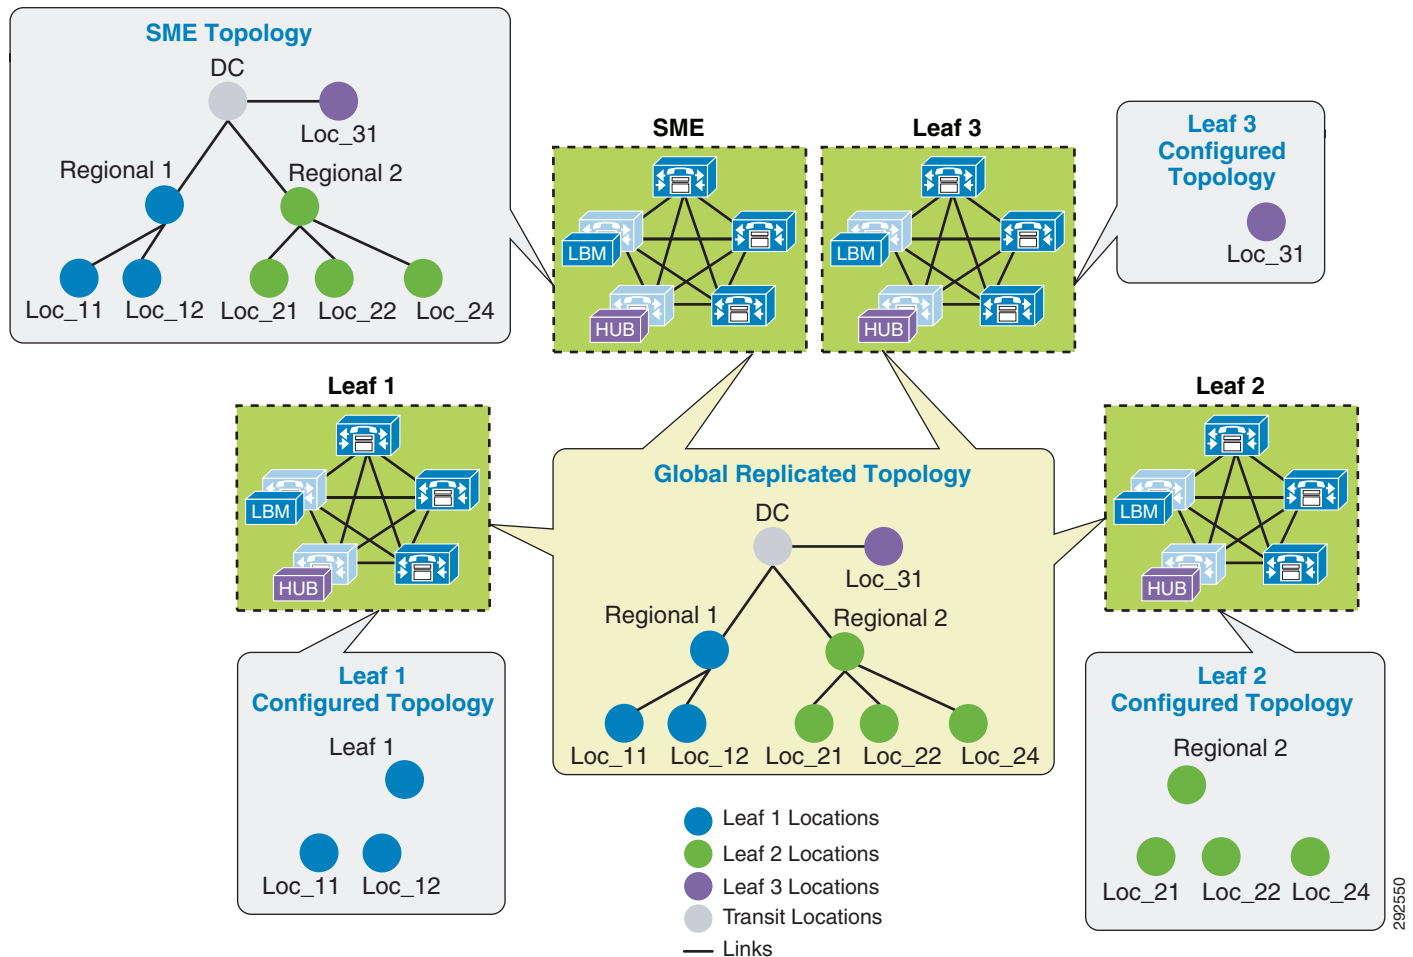 SME Topology
DC
Loc_31
Regional 1
Regional 2
Loc_11
Loc_12
Loc_21
Loc_22
Loc_24
SME
LBM
HUB
Leaf 3
LBM
HUB
Leaf 3
Configured
Topology
Loc_31
Leaf 1
LBM
HUB
Leaf 2
LBM
HUB
Global Replicated Topology
DC
Loc_31
Regional 1
Regional 2
Loc_11
Loc_12
Loc_21
Loc_22
Loc_24
Leaf 1
Configured Topology
Leaf 1
Loc_11
Loc_12
Leaf 2
Configured Topology
Regional 2
Loc_21
Loc_22
Loc_24
Leaf 1 Locations
Leaf 2 Locations
Leaf 3 Locations
Transit Locations
Links
292550